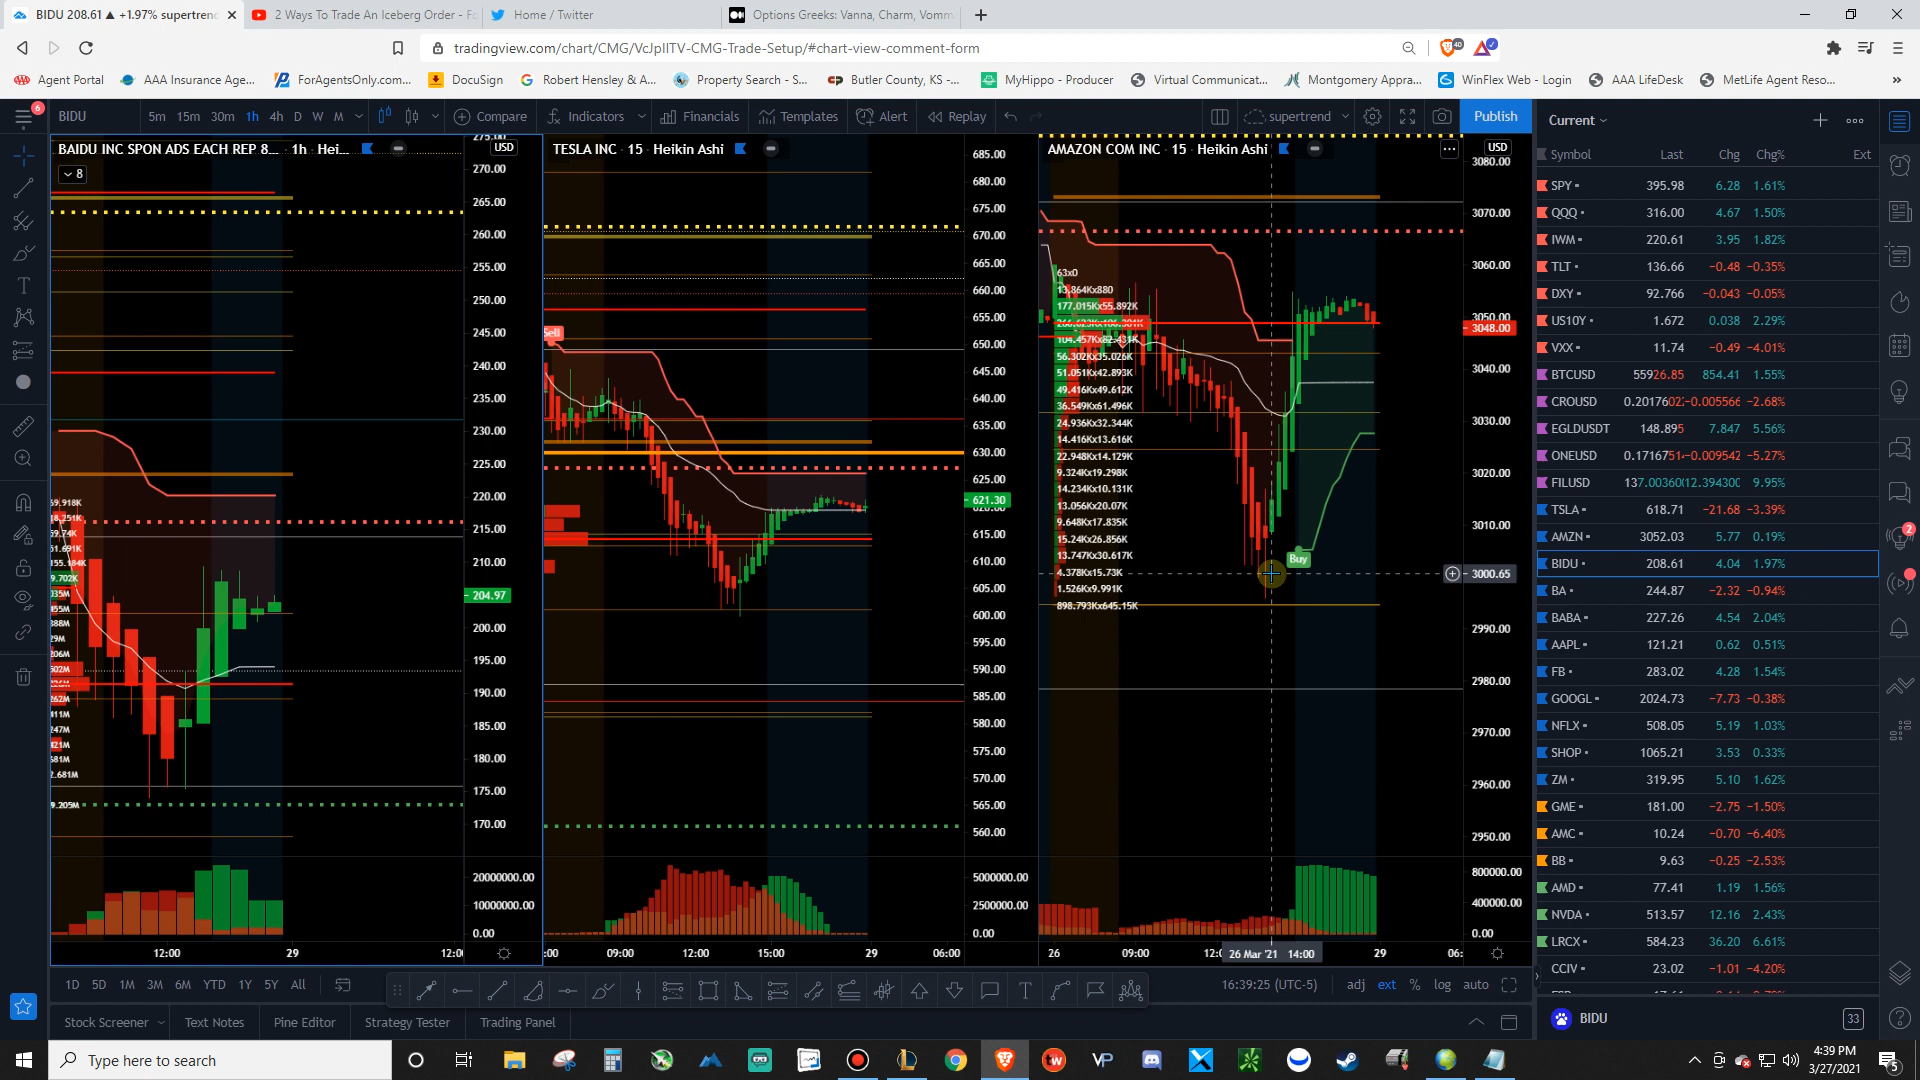 BIDU 208.61 ▲ +1.97% supertren
2 Ways To Trade An Iceberg Order - Fo
Home / Twitter
Options Greeks: Vanna, Charm, Vomm
tradingview.com/chart/CMG/VcJpIITV-CMG-Trade-Setup/#chart-view-comment-form
40
Agent Portal
AAA Insurance Age...
ForAgentsOnly.com...
DocuSign
Robert Hensley & A...
Property Search - S...
Butler County, KS -...
MyHippo - Producer
Virtual Communicat...
Montgomery Apprai...
WinFlex Web - Login
AAA LifeDesk
MetLife Agent Reso...
6
BIDU
5m 15m 30m 1h 4h D W M
Compare
Indicators
Financials
Templates
Alert
Replay
supertrend
Publish
Current
BAIDU INC SPON ADS EACH REP 8... · 1h · Hei...
USD
8
270.00
265.00
260.00
255.00
250.00
245.00
240.00
235.00
230.00
225.00
220.00
215.00
210.00
204.97
200.00
195.00
190.00
185.00
180.00
175.00
170.00
20000000.00
10000000.00
0.00
12:00 29
TESLA INC · 15 · Heikin Ashi
685.00
680.00
675.00
670.00
665.00
660.00
655.00
650.00
645.00
640.00
635.00
630.00
625.00
621.30
615.00
610.00
605.00
600.00
595.00
590.00
585.00
580.00
575.00
570.00
565.00
560.00
5000000.00
2500000.00
0.00
09:00 12:00 15:00 29 06:00
AMAZON COM INC · 15 · Heikin Ashi
USD
63x0
13.864Kx880
177.015Kx55.892K
104.457Kx82.431K
56.302Kx35.026K
51.051Kx42.893K
49.416Kx49.612K
36.549Kx61.496K
24.936Kx32.344K
14.416Kx13.616K
22.948Kx14.129K
9.324Kx19.298K
14.234Kx10.131K
13.056Kx20.07K
9.648Kx17.835K
15.24Kx26.856K
13.747Kx30.617K
4.378Kx15.73K
1.526Kx9.991K
898.793Kx645.15K
Buy
3080.00
3070.00
3060.00
3048.00
3040.00
3030.00
3020.00
3010.00
3000.65
2990.00
2980.00
2970.00
2960.00
2950.00
800000.00
400000.00
0.00
26 09:00 26 Mar '21 14:00 29
Symbol Last Chg Chg% Ext
SPY 395.98 6.28 1.61%
QQQ 316.00 4.67 1.50%
IWM 220.61 3.95 1.82%
TLT 136.66 −0.48 −0.35%
DXY 92.766 −0.043 −0.05%
US10Y 1.672 0.038 2.29%
VXX 11.74 −0.49 −4.01%
BTCUSD 55926.85 854.41 1.55%
CROUSD −0.005566 −2.68%
EGLDUSDT 148.895 7.847 5.56%
ONEUSD −0.009542 −5.27%
FILUSD 9.95%
TSLA 618.71 −21.68 −3.39%
AMZN 3052.03 5.77 0.19%
BIDU 208.61 4.04 1.97%
BA 244.87 −2.32 −0.94%
BABA 227.26 4.54 2.04%
AAPL 121.21 0.62 0.51%
FB 283.02 4.28 1.54%
GOOGL 2024.73 −7.73 −0.38%
NFLX 508.05 5.19 1.03%
SHOP 1065.21 3.53 0.33%
ZM 319.95 5.10 1.62%
GME 181.00 −2.75 −1.50%
AMC 10.24 −0.70 −6.40%
BB 9.63 −0.25 −2.53%
AMD 77.41 1.19 1.56%
NVDA 513.57 12.16 2.43%
LRCX 584.23 36.20 6.61%
CCIV 23.02 −1.01 −4.20%
2
1D 5D 1M 3M 6M YTD 1Y 5Y All
16:39:25 (UTC-5) adj ext % log auto
Stock Screener
Text Notes
Pine Editor
Strategy Tester
Trading Panel
BIDU
33
Type here to search
4:39 PM
3/27/2021
5